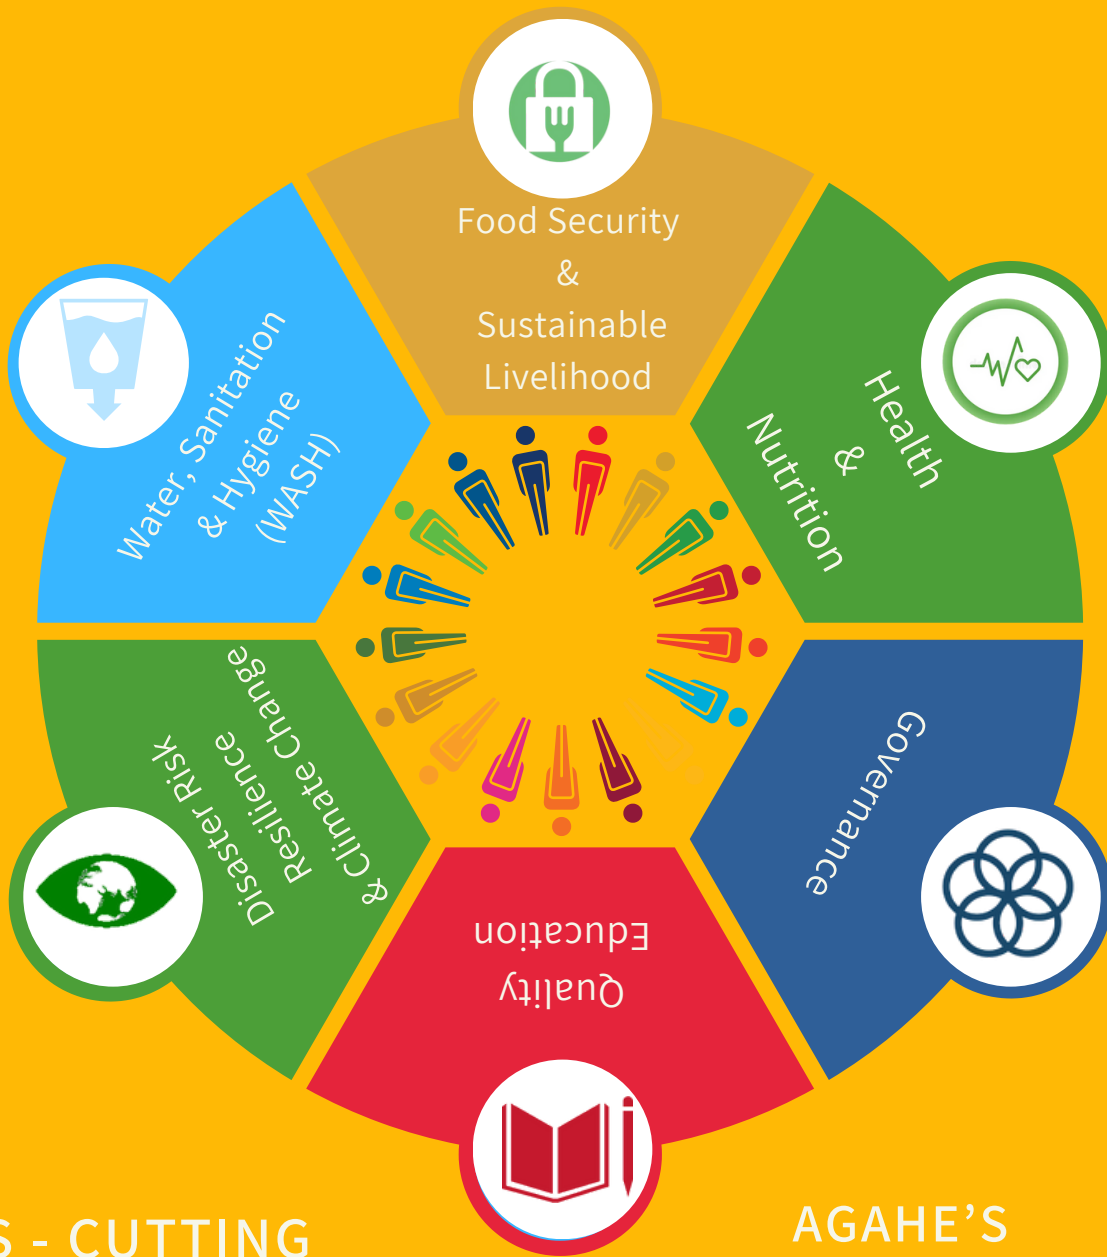 Food Security
&
Sustainable
Livelihood
Health
&
Nutrition
Governance
Quality
Education
Disaster Risk
Resilience
& Climate Change
Water, Sanitation
& Hygiene
(WASH)
S - CUTTING
AGAHE’S